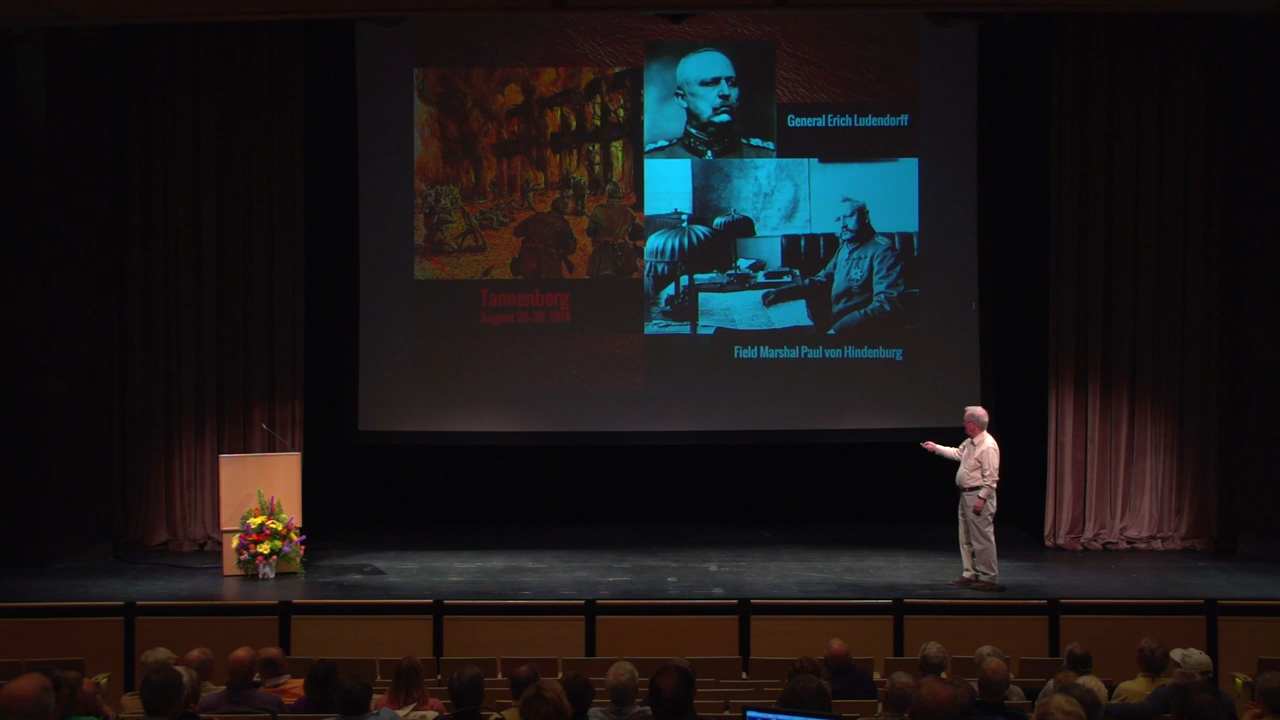 General Erich Ludendorff
Tannenberg
August 26-30, 1914
Field Marshal Paul von Hindenburg